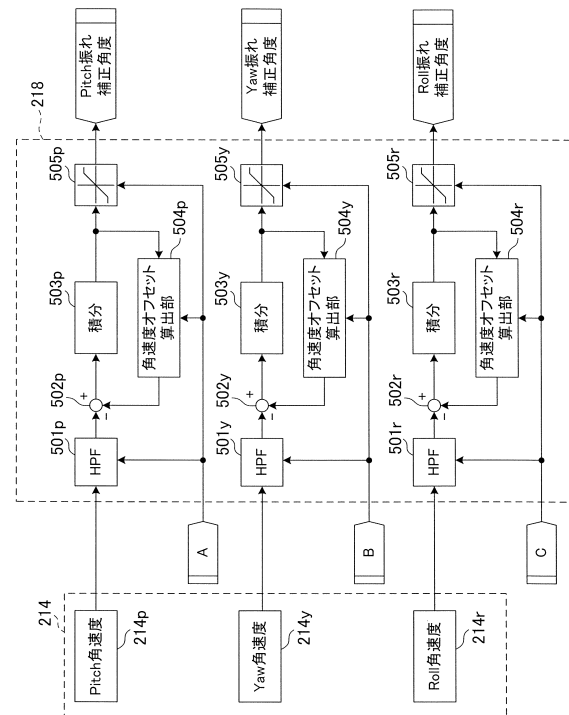 214
218
Pitch角速度
214p
501p
HPF
502p
+
−
503p
積分
角速度オフセット
算出部
504p
505p
Pitch振れ
補正角度
A
Yaw角速度
214y
501y
HPF
502y
+
−
503y
積分
角速度オフセット
算出部
504y
505y
Yaw振れ
補正角度
B
Roll角速度
214r
501r
HPF
502r
+
−
503r
積分
角速度オフセット
算出部
504r
505r
Roll振れ
補正角度
C